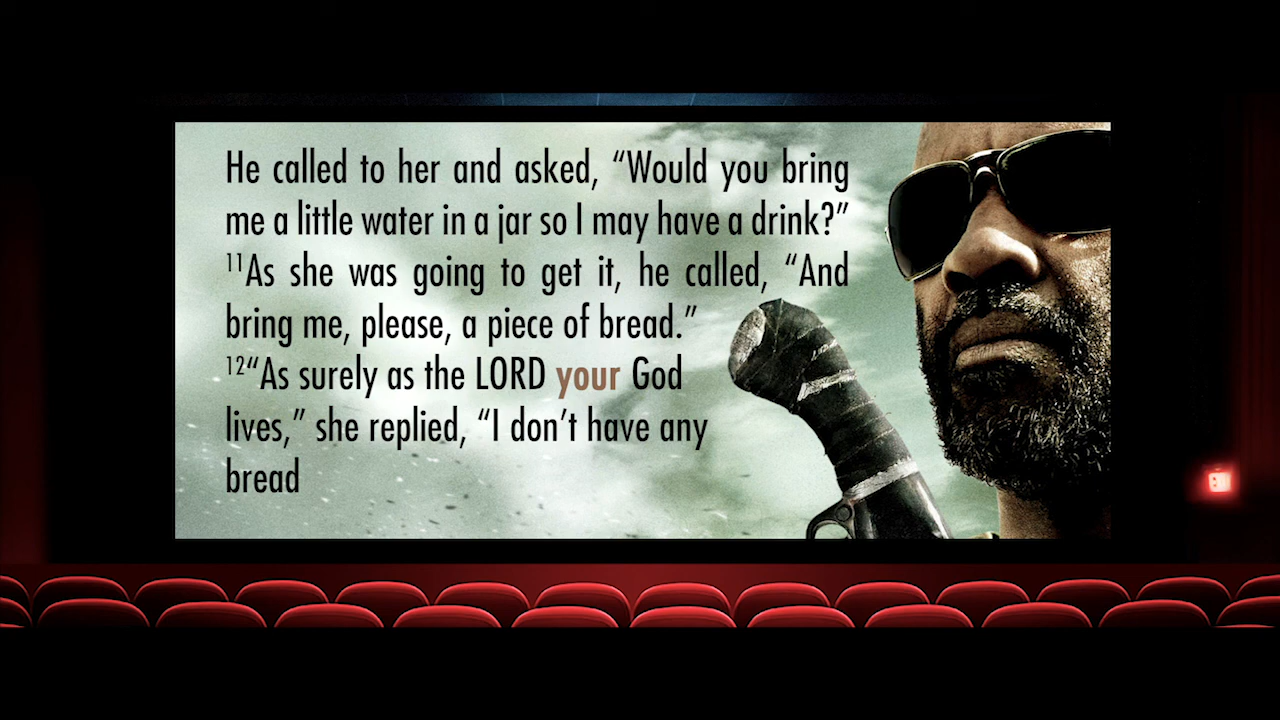 He called to her and asked, “Would you bring
me a little water in a jar so I may have a drink?”
¹¹As she was going to get it, he called, “And
bring me, please, a piece of bread.”
¹²“As surely as the LORD your God
lives,” she replied, “I don’t have any
bread